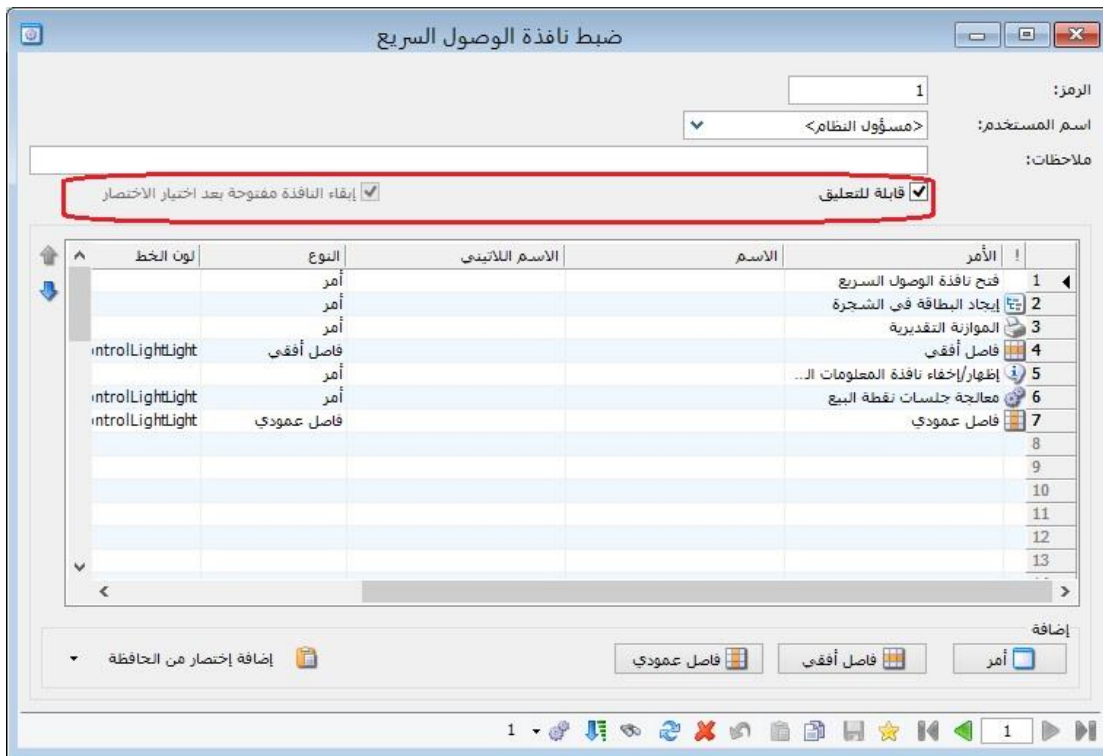 ضبط نافذة الوصول السريع
الرمز: 1
اسم المستخدم: <مسؤول النظام>
ملاحظات:
قابلة للتعليق إبقاء النافذة مفتوحة بعد اختيار الاختصار
! الأمر الاسم الاسم اللاتيني النوع لون الخط
1 فتح نافذة الوصول السريع أمر
2 إيجاد البطاقة في الشجرة أمر
3 الموازنة التقديرية أمر
4 فاصل أفقي فاصل أفقي ntrolLightLight
5 إظهار/إخفاء نافذة المعلومات الـ... أمر
6 معالجة جلسات نقطة البيع أمر ntrolLightLight
7 فاصل عمودي فاصل عمودي ntrolLightLight
8
9
10
11
12
13
إضافة
أمر فاصل أفقي فاصل عمودي إضافة إختصار من الحافظة
1 1